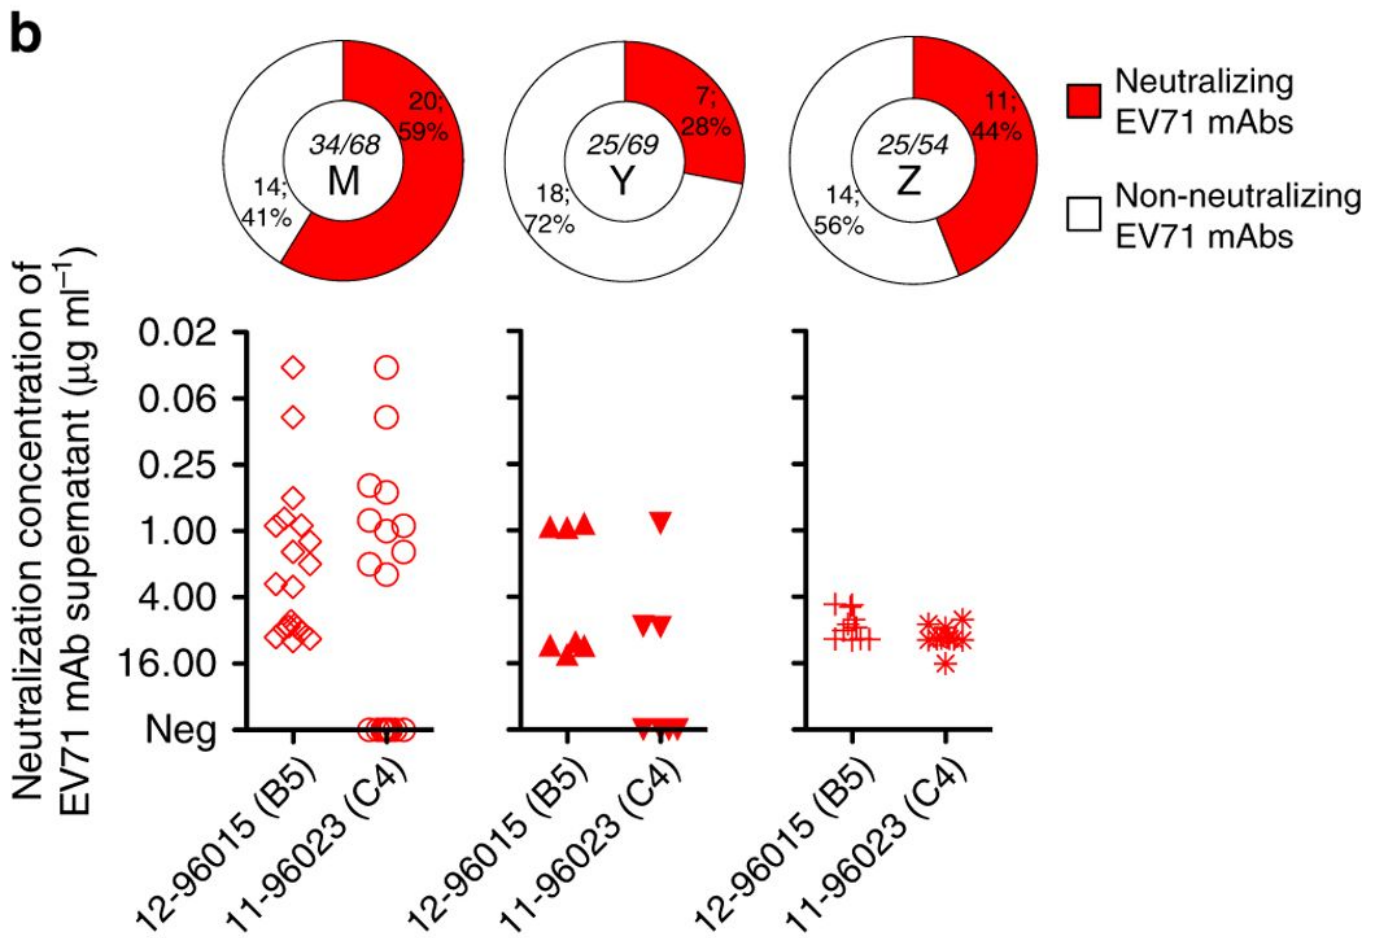 b
20;
59%
34/68
M
14;
41%
7;
28%
25/69
Y
18;
72%
11;
44%
25/54
Z
14;
56%
Neutralizing
EV71 mAbs
Non-neutralizing
EV71 mAbs
Neutralization concentration of
EV71 mAb supernatant (μg ml⁻¹)
0.02
0.06
0.25
1.00
4.00
16.00
Neg
12-96015 (B5)
11-96023 (C4)
12-96015 (B5)
11-96023 (C4)
12-96015 (B5)
11-96023 (C4)